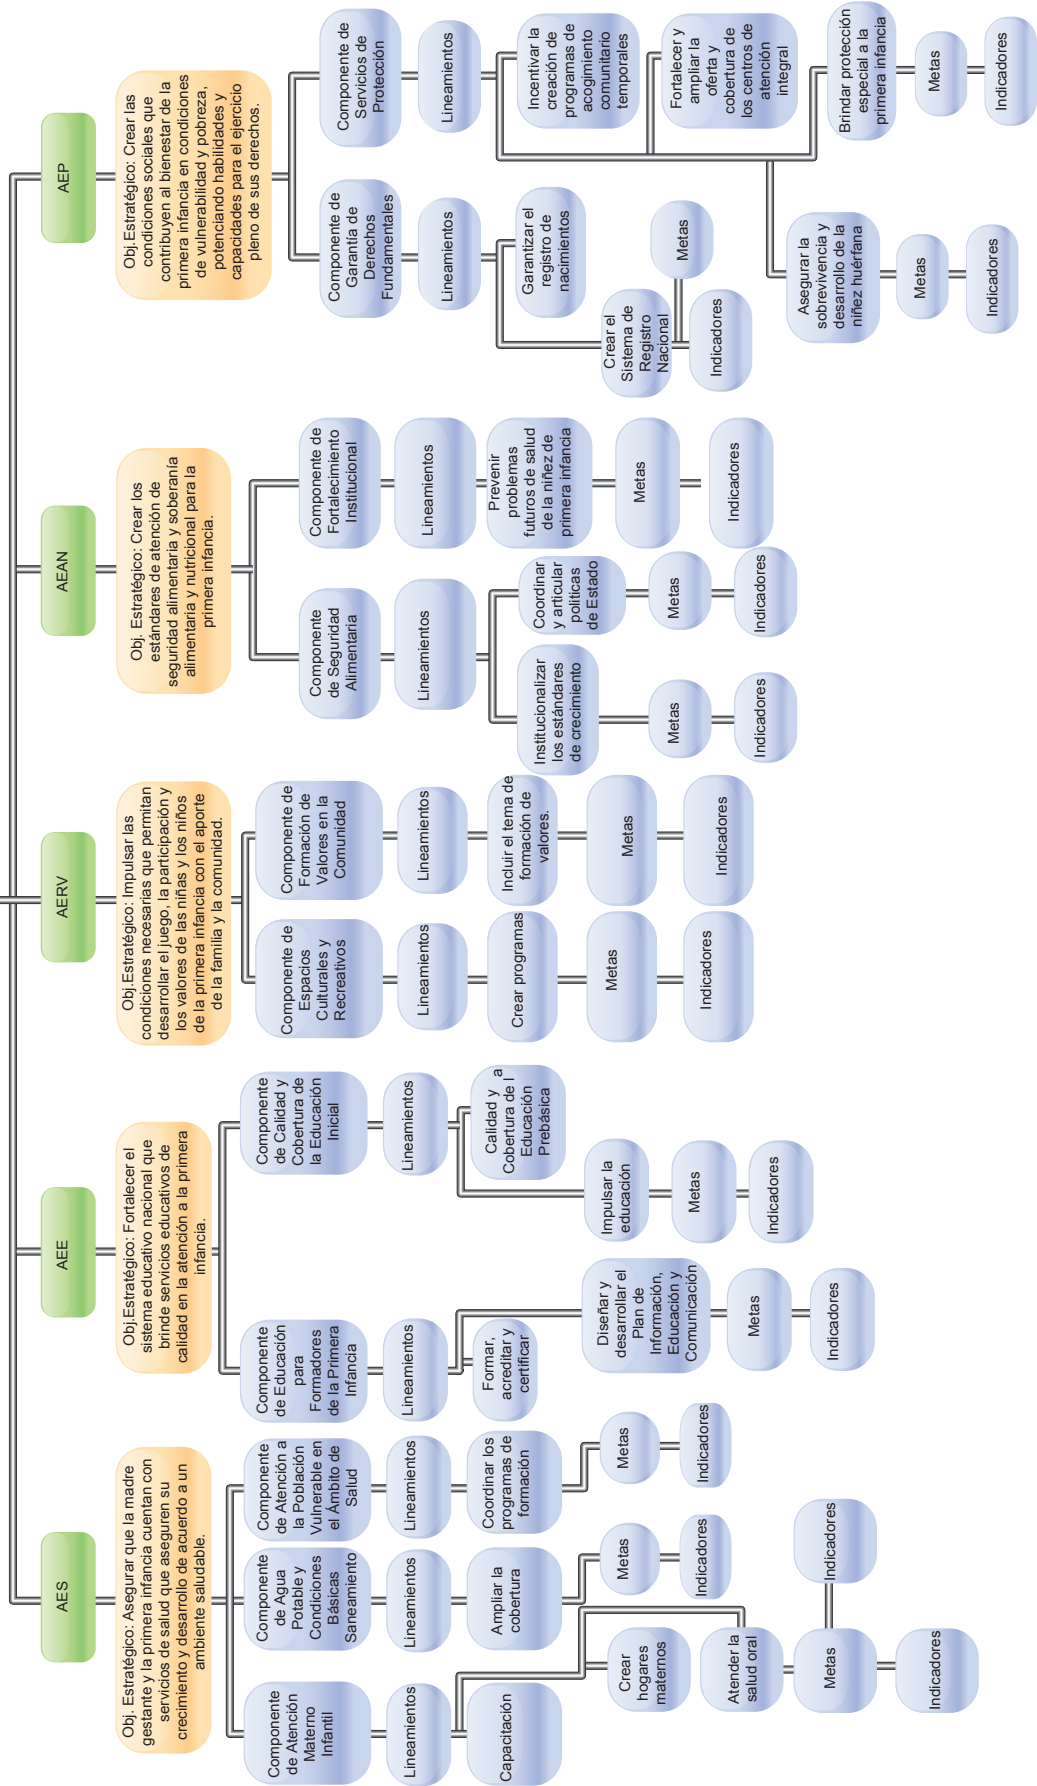 AES
Obj. Estratégico: Asegurar que la madre
gestante y la primera infancia cuentan con
servicios de salud que aseguren su
crecimiento y desarrollo de acuerdo a un
ambiente saludable.
Componente
de Atención
Materno
Infantil
Lineamientos
Capacitación
Crear
hogares
maternos
Atender la
salud oral
Metas
Indicadores
Indicadores
Componente
de Agua
Potable y
Condiciones
Básicas
Saneamiento
Lineamientos
Ampliar la
cobertura
Metas
Indicadores
Componente
de Atención a
la Población
Vulnerable en
el Ámbito de
Salud
Lineamientos
Coordinar los
programas de
formación
Metas
Indicadores
AEE
Obj.Estratégico: Fortalecer el
sistema educativo nacional que
brinde servicios educativos de
calidad en la atención a la primera
infancia.
Componente
de Educación
para
Formadores
de la Primera
Infancia
Lineamientos
Formar,
acreditar y
certificar
Diseñar y
desarrollar el
Plan de
Información,
Educación y
Comunicación
Metas
Indicadores
Componente
de Calidad y
Cobertura de
la Educación
Inicial
Lineamientos
Calidad y a
Cobertura de l
Educación
Prebásica
Impulsar la
educación
Metas
Indicadores
AERV
Obj.Estratégico: Impulsar las
condiciones necesarias que permitan
desarrollar el juego, la participación y
los valores de las niñas y los niños
de la primera infancia con el aporte
de la familia y la comunidad.
Componente de
Espacios
Culturales y
Recreativos
Lineamientos
Crear programas
Metas
Indicadores
Componente de
Formación de
Valores en la
Comunidad
Lineamientos
Incluir el tema de
formación de
valores.
Metas
Indicadores
AEAN
Obj. Estratégico: Crear los
estándares de atención de
seguridad alimentaria y soberanía
alimentaria y nutricional para la
primera infancia.
Componente
de Seguridad
Alimentaria
Lineamientos
Institucionalizar
los estándares
de crecimiento
Metas
Indicadores
Coordinar
y articular
políticas
de Estado
Metas
Indicadores
Componente de
Fortalecimiento
Institucional
Lineamientos
Prevenir
problemas
futuros de salud
de la niñez de
primera infancia
Metas
Indicadores
AEP
Obj.Estratégico: Crear las
condiciones sociales que
contribuyen al bienestar de la
primera infancia en condiciones
de vulnerabilidad y pobreza,
potenciando habilidades y
capacidades para el ejercicio
pleno de sus derechos.
Componente de
Garantía de
Derechos
Fundamentales
Lineamientos
Garantizar el
registro de
nacimientos
Crear el
Sistema de
Registro
Nacional
Metas
Indicadores
Componente de
Servicios de
Protección
Lineamientos
Incentivar la
creación de
programas de
acogimiento
comunitario
temporales
Fortalecer y
ampliar la
oferta y
cobertura de
los centros de
atención
integral
Asegurar la
sobrevivencia y
desarrollo de la
niñez huérfana
Metas
Indicadores
Brindar protección
especial a la
primera infancia
Metas
Indicadores